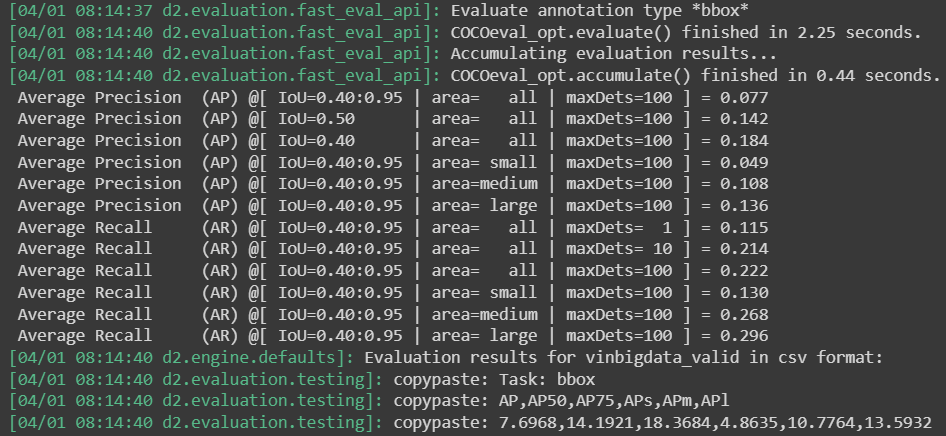 [04/01 08:14:37 d2.evaluation.fast_eval_api]: Evaluate annotation type *bbox*
[04/01 08:14:40 d2.evaluation.fast_eval_api]: COCOeval_opt.evaluate() finished in 2.25 seconds.
[04/01 08:14:40 d2.evaluation.fast_eval_api]: Accumulating evaluation results...
[04/01 08:14:40 d2.evaluation.fast_eval_api]: COCOeval_opt.accumulate() finished in 0.44 seconds.
 Average Precision  (AP) @[ IoU=0.40:0.95 | area=   all | maxDets=100 ] = 0.077
 Average Precision  (AP) @[ IoU=0.50      | area=   all | maxDets=100 ] = 0.142
 Average Precision  (AP) @[ IoU=0.40      | area=   all | maxDets=100 ] = 0.184
 Average Precision  (AP) @[ IoU=0.40:0.95 | area= small | maxDets=100 ] = 0.049
 Average Precision  (AP) @[ IoU=0.40:0.95 | area=medium | maxDets=100 ] = 0.108
 Average Precision  (AP) @[ IoU=0.40:0.95 | area= large | maxDets=100 ] = 0.136
 Average Recall     (AR) @[ IoU=0.40:0.95 | area=   all | maxDets=  1 ] = 0.115
 Average Recall     (AR) @[ IoU=0.40:0.95 | area=   all | maxDets= 10 ] = 0.214
 Average Recall     (AR) @[ IoU=0.40:0.95 | area=   all | maxDets=100 ] = 0.222
 Average Recall     (AR) @[ IoU=0.40:0.95 | area= small | maxDets=100 ] = 0.130
 Average Recall     (AR) @[ IoU=0.40:0.95 | area=medium | maxDets=100 ] = 0.268
 Average Recall     (AR) @[ IoU=0.40:0.95 | area= large | maxDets=100 ] = 0.296
[04/01 08:14:40 d2.engine.defaults]: Evaluation results for vinbigdata_valid in csv format:
[04/01 08:14:40 d2.evaluation.testing]: copypaste: Task: bbox
[04/01 08:14:40 d2.evaluation.testing]: copypaste: AP,AP50,AP75,APs,APm,APl
[04/01 08:14:40 d2.evaluation.testing]: copypaste: 7.6968,14.1921,18.3684,4.8635,10.7764,13.5932